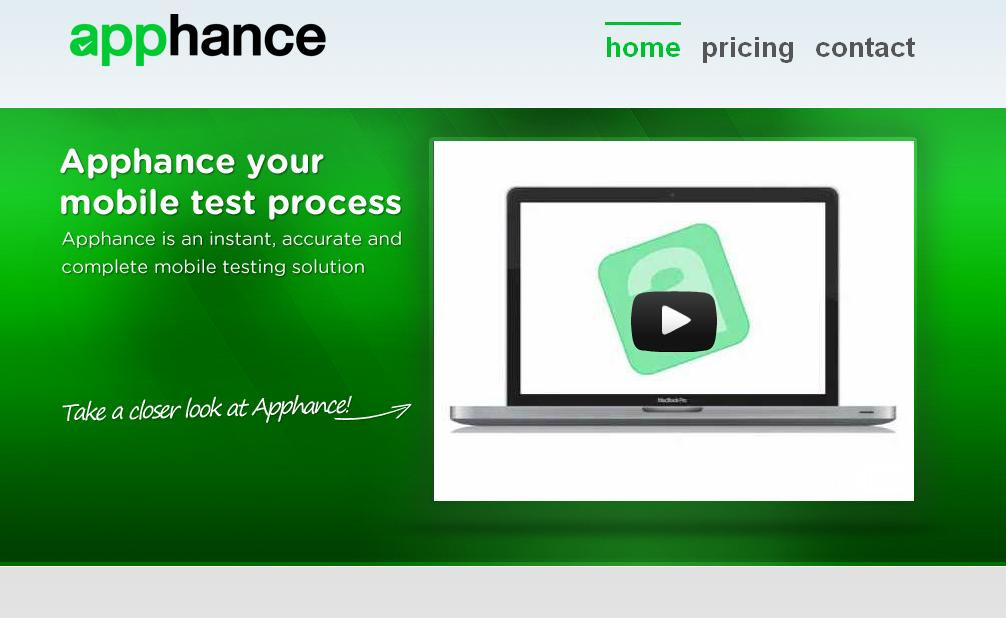 apphance
home pricing contact
Apphance your
mobile test process
Apphance is an instant, accurate and
complete mobile testing solution
Take a closer look at Apphance!
MacBook Pro